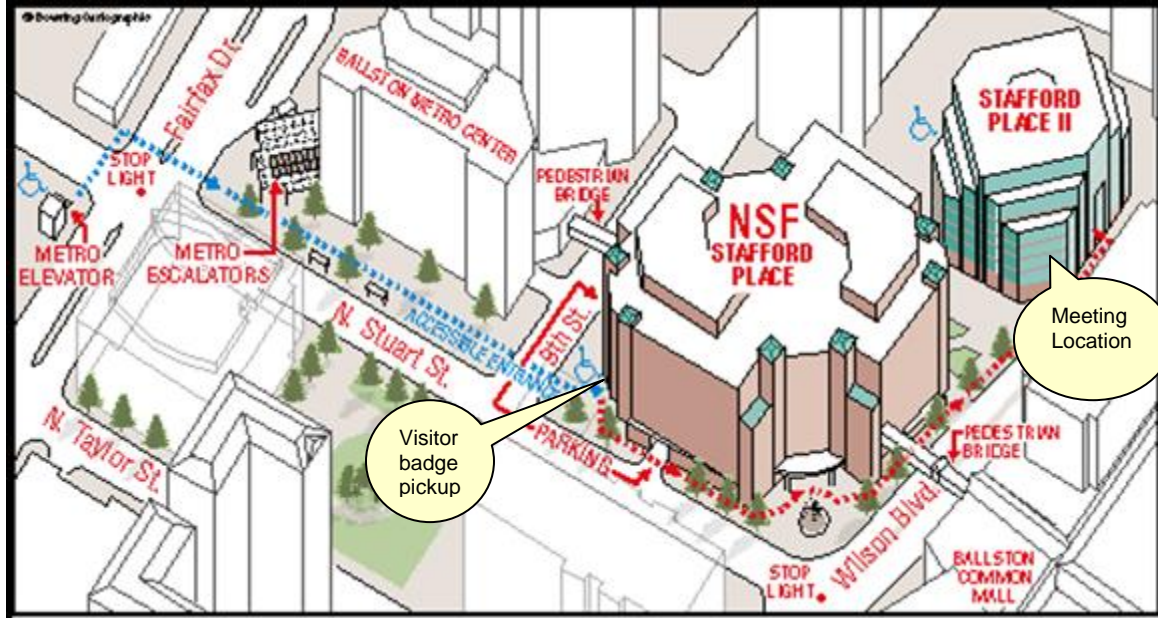 © Bowring Cartographic
Fairfax Dr.
BALLSTON METRO CENTER
STAFFORD
PLACE II
STOP
LIGHT
PEDESTRIAN
BRIDGE
NSF
STAFFORD
PLACE
METRO
ELEVATOR
METRO
ESCALATORS
Meeting
Location
N. Stuart St.
ACCESSIBLE ENTRANCE
9th St.
N. Taylor St.
Visitor
badge
pickup
PARKING
PEDESTRIAN
BRIDGE
Wilson Blvd.
STOP
LIGHT
BALLSTON
COMMON
MALL